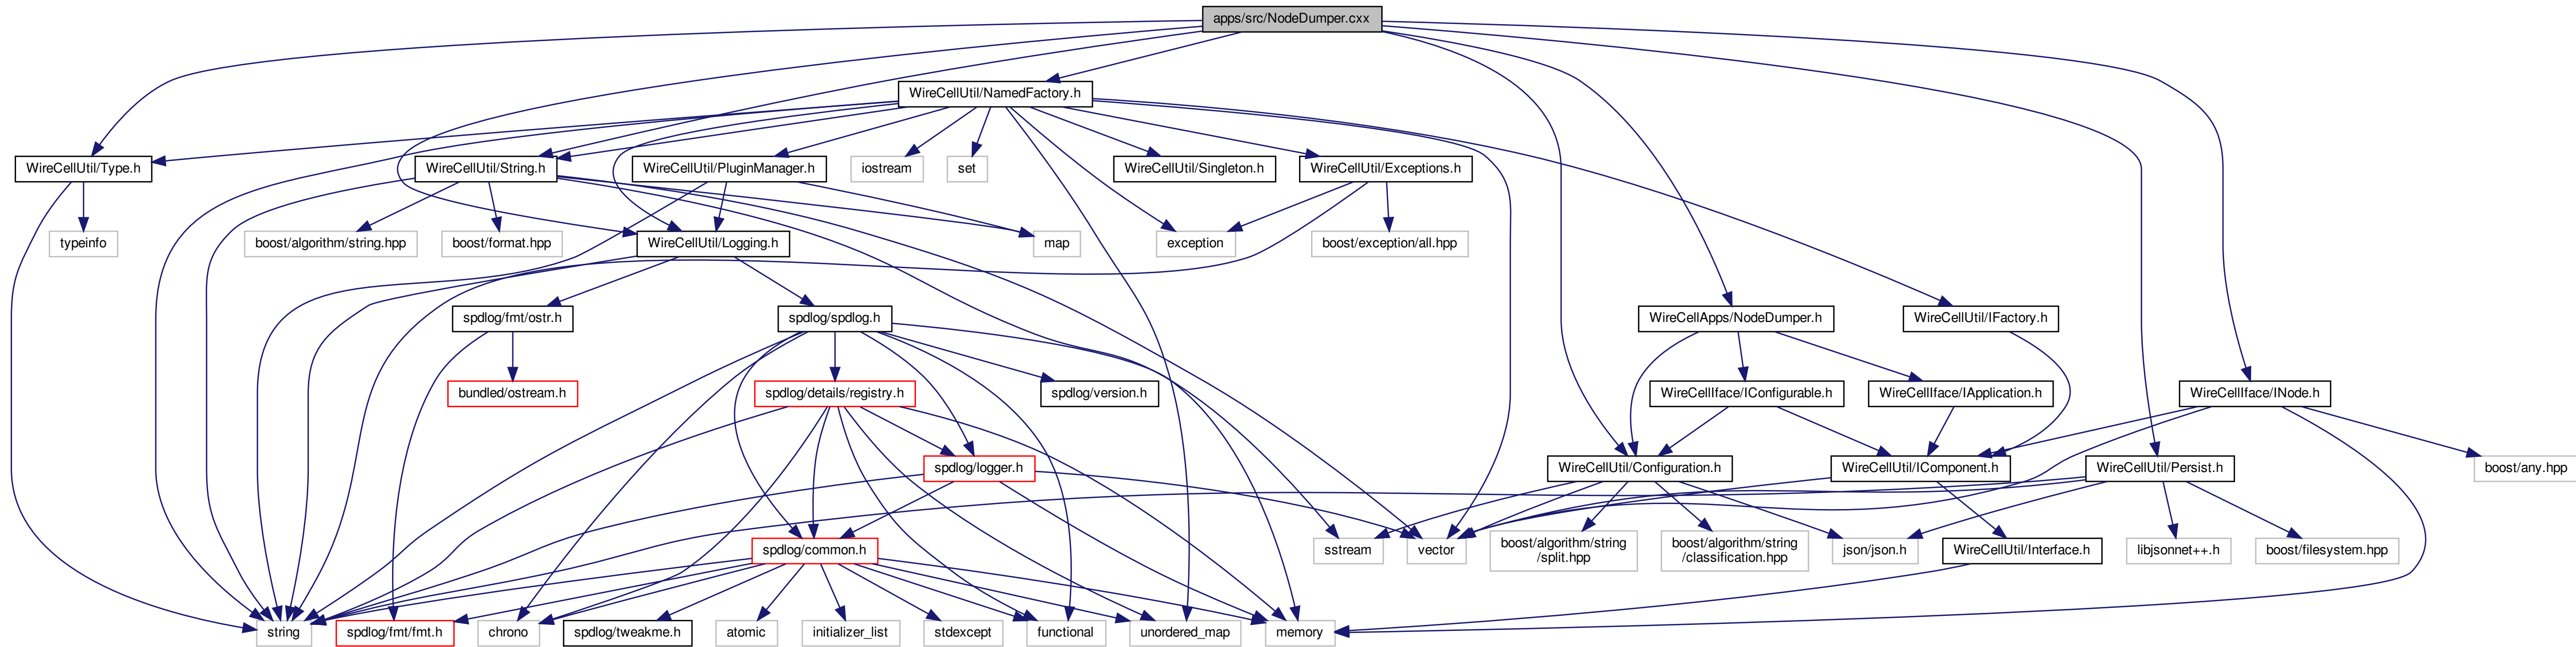 apps/src/NodeDumper.cxx
WireCellUtil/NamedFactory.h
WireCellUtil/Type.h
WireCellUtil/String.h
WireCellUtil/PluginManager.h
iostream
set
WireCellUtil/Singleton.h
WireCellUtil/Exceptions.h
typeinfo
boost/algorithm/string.hpp
boost/format.hpp
WireCellUtil/Logging.h
map
exception
boost/exception/all.hpp
spdlog/fmt/ostr.h
spdlog/spdlog.h
WireCellApps/NodeDumper.h
WireCellUtil/IFactory.h
bundled/ostream.h
spdlog/details/registry.h
spdlog/version.h
WireCellIface/IConfigurable.h
WireCellIface/IApplication.h
WireCellIface/INode.h
spdlog/logger.h
WireCellUtil/Configuration.h
WireCellUtil/IComponent.h
WireCellUtil/Persist.h
boost/any.hpp
spdlog/common.h
sstream
vector
boost/algorithm/string
/split.hpp
boost/algorithm/string
/classification.hpp
json/json.h
WireCellUtil/Interface.h
libjsonnet++.h
boost/filesystem.hpp
string
spdlog/fmt/fmt.h
chrono
spdlog/tweakme.h
atomic
initializer_list
stdexcept
functional
unordered_map
memory